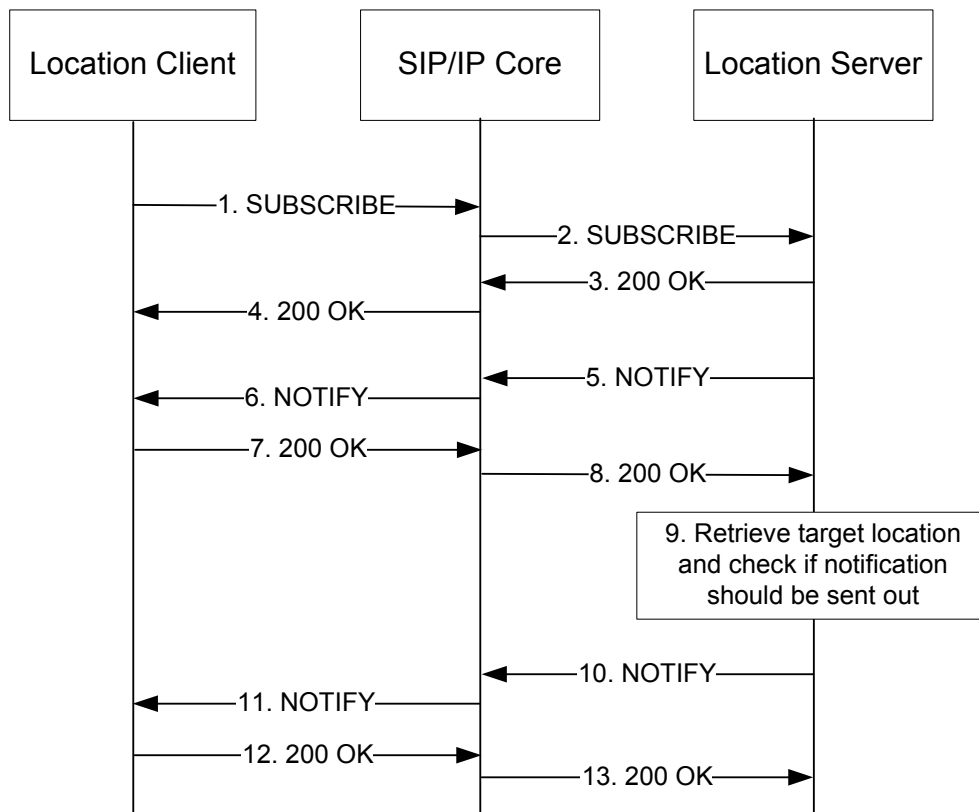 Location Client
SIP/IP Core
Location Server
1. SUBSCRIBE
2. SUBSCRIBE
3. 200 OK
4. 200 OK
5. NOTIFY
6. NOTIFY
7. 200 OK
8. 200 OK
9. Retrieve target location
and check if notification
should be sent out
10. NOTIFY
11. NOTIFY
12. 200 OK
13. 200 OK